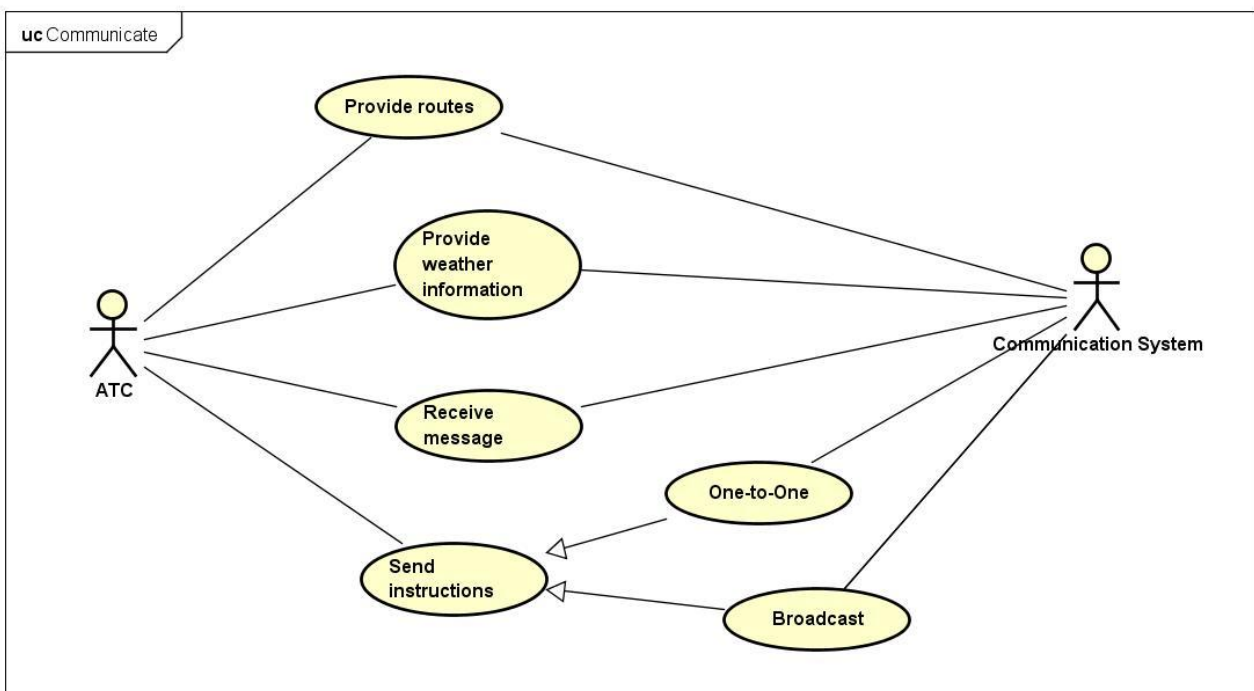 uc Communicate
Provide routes
Provide
weather
information
Communication System
ATC
Receive
message
One-to-One
Send
instructions
Broadcast